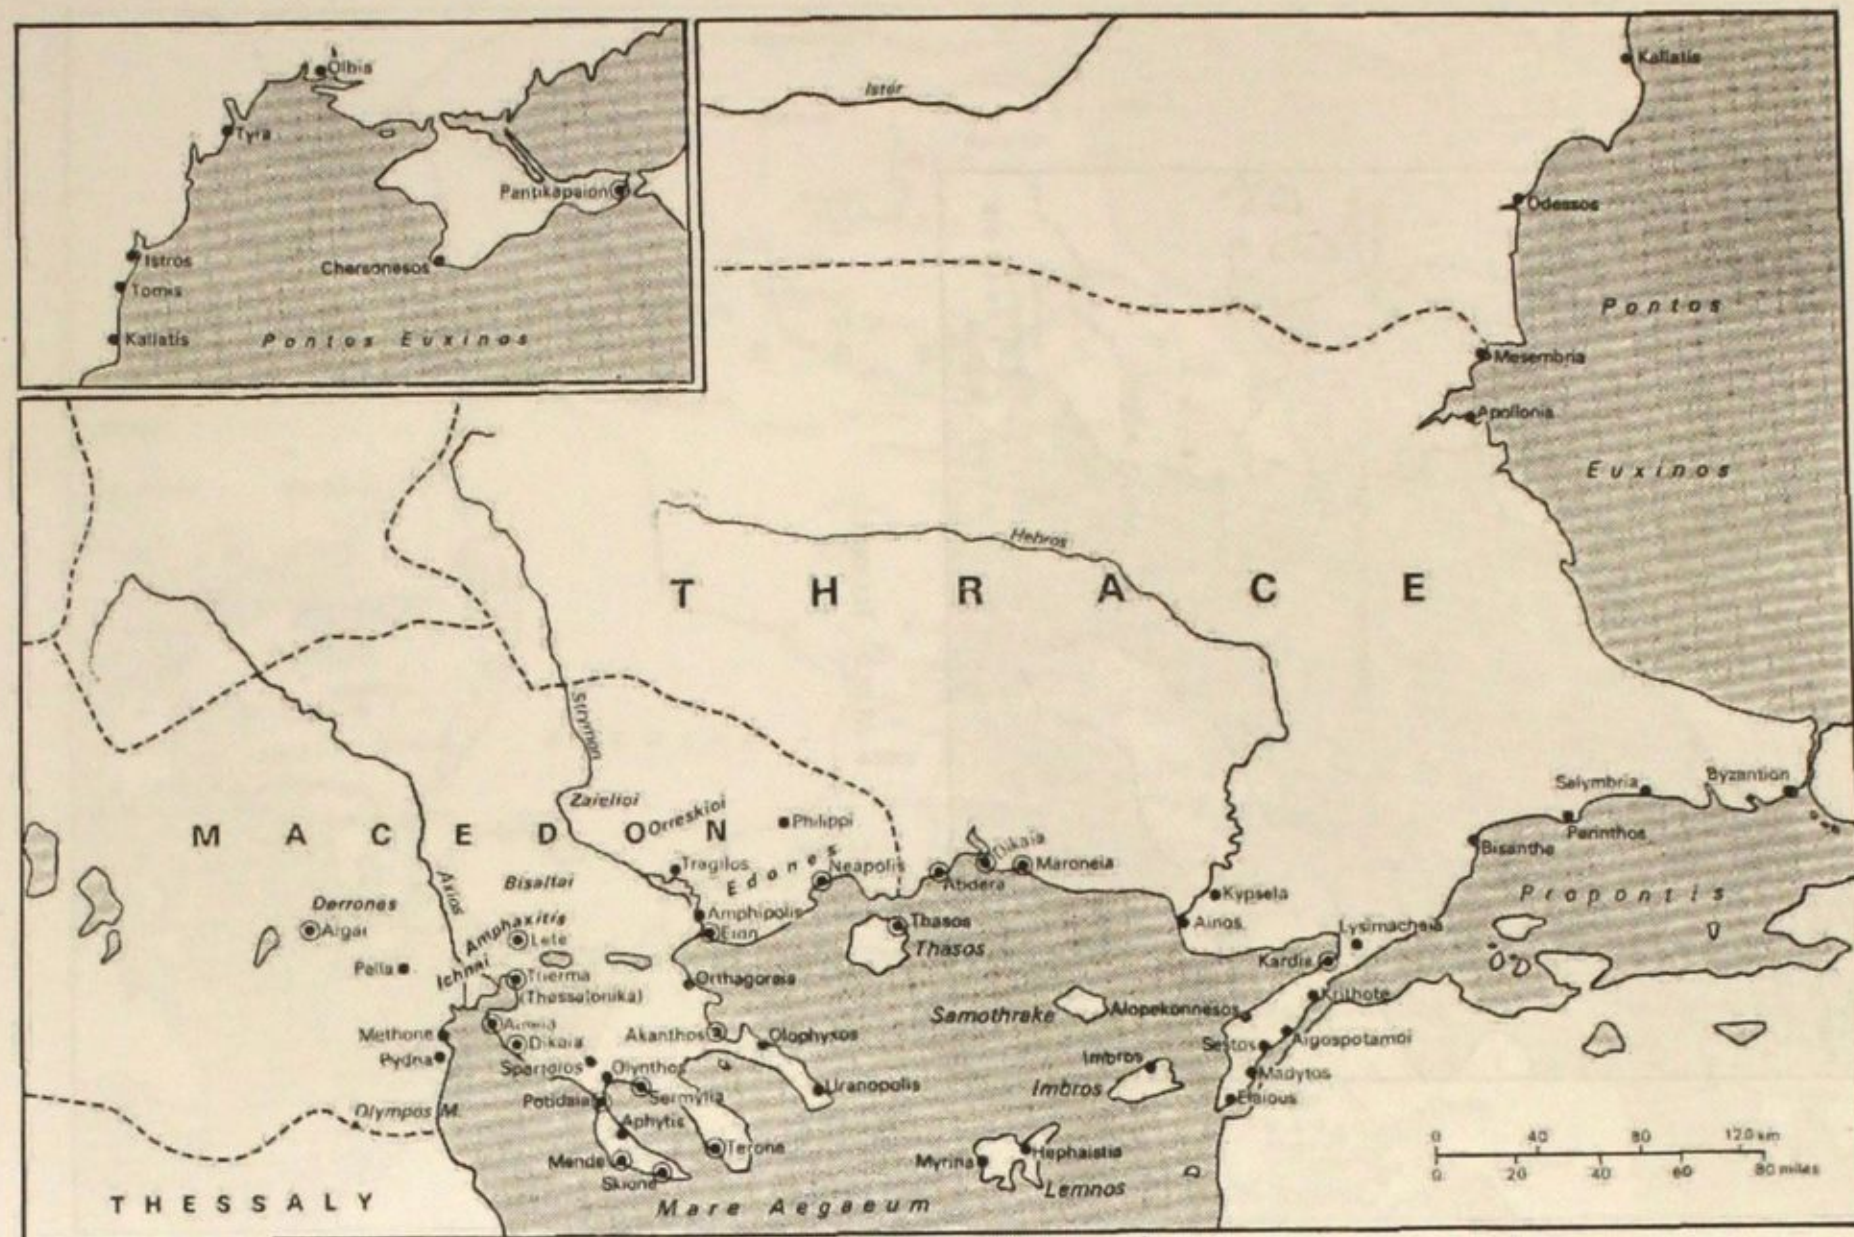 Olbia
Tyra
Pantikapaion
Istros
Chersonesos
Tomis
Kallatis
Pontos Euxinos
Istór
Kallatis
Odessos
Pontos
Mesembria
Apollonia
Euxinos
Hebros
THRACE
Strymon
Zaielioi
Orreskioi
MACEDON
Philippi
Selymbria
Byzantion
Perinthos
Bisanthe
Tragilos
Edones
Neapolis
Dikaia
Maroneia
Abdera
Axios
Bisaltai
Kypsela
Propontis
Derrones
Amphaxitis
Amphipolis
Aigai
Lete
Eion
Thasos
Thasos
Ainos
Lysimacheia
Pella
Ichnai
Therma
(Thessalonika)
Orthagoreia
Kardia
Krithote
Samothrake
Alopekonnesos
Methone
Aineia
Dikaia
Akanthos
Olophyxos
Sestos
Aigospotamoi
Pydna
Spartolos
Olynthos
Imbros
Imbros
Madytos
Uranopolis
Sermylia
Potidaia
Elaious
Olympos M.
Aphytis
Terone
Mende
Skione
Myrina
Hephaistia
Lemnos
THESSALY
Mare Aegaeum
0 40 80 120 km
0 20 40 60 80 miles